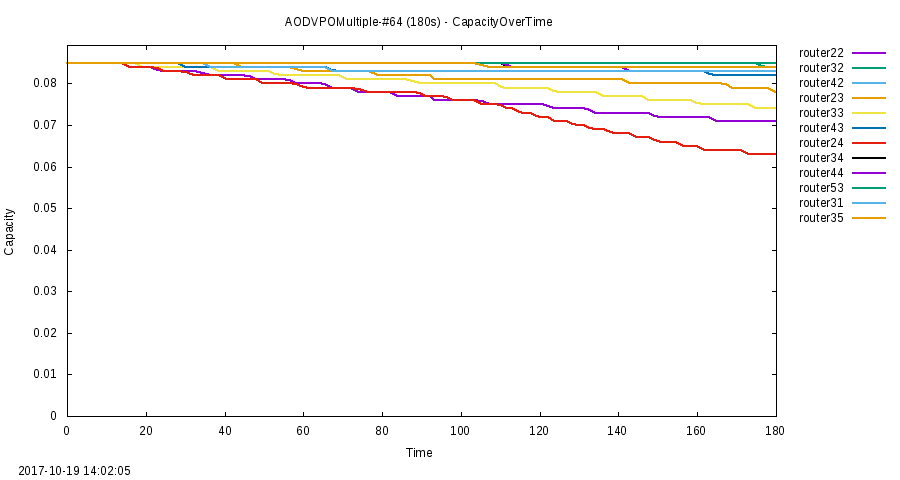 AODVPOMultiple-#64 (180s) - CapacityOverTime
router22
router32
router42
router23
router33
router43
router24
router34
router44
router53
router31
router35
0.08
0.07
0.06
0.05
0.04
0.03
0.02
0.01
0
Capacity
0 20 40 60 80 100 120 140 160 180
Time
2017-10-19 14:02:05